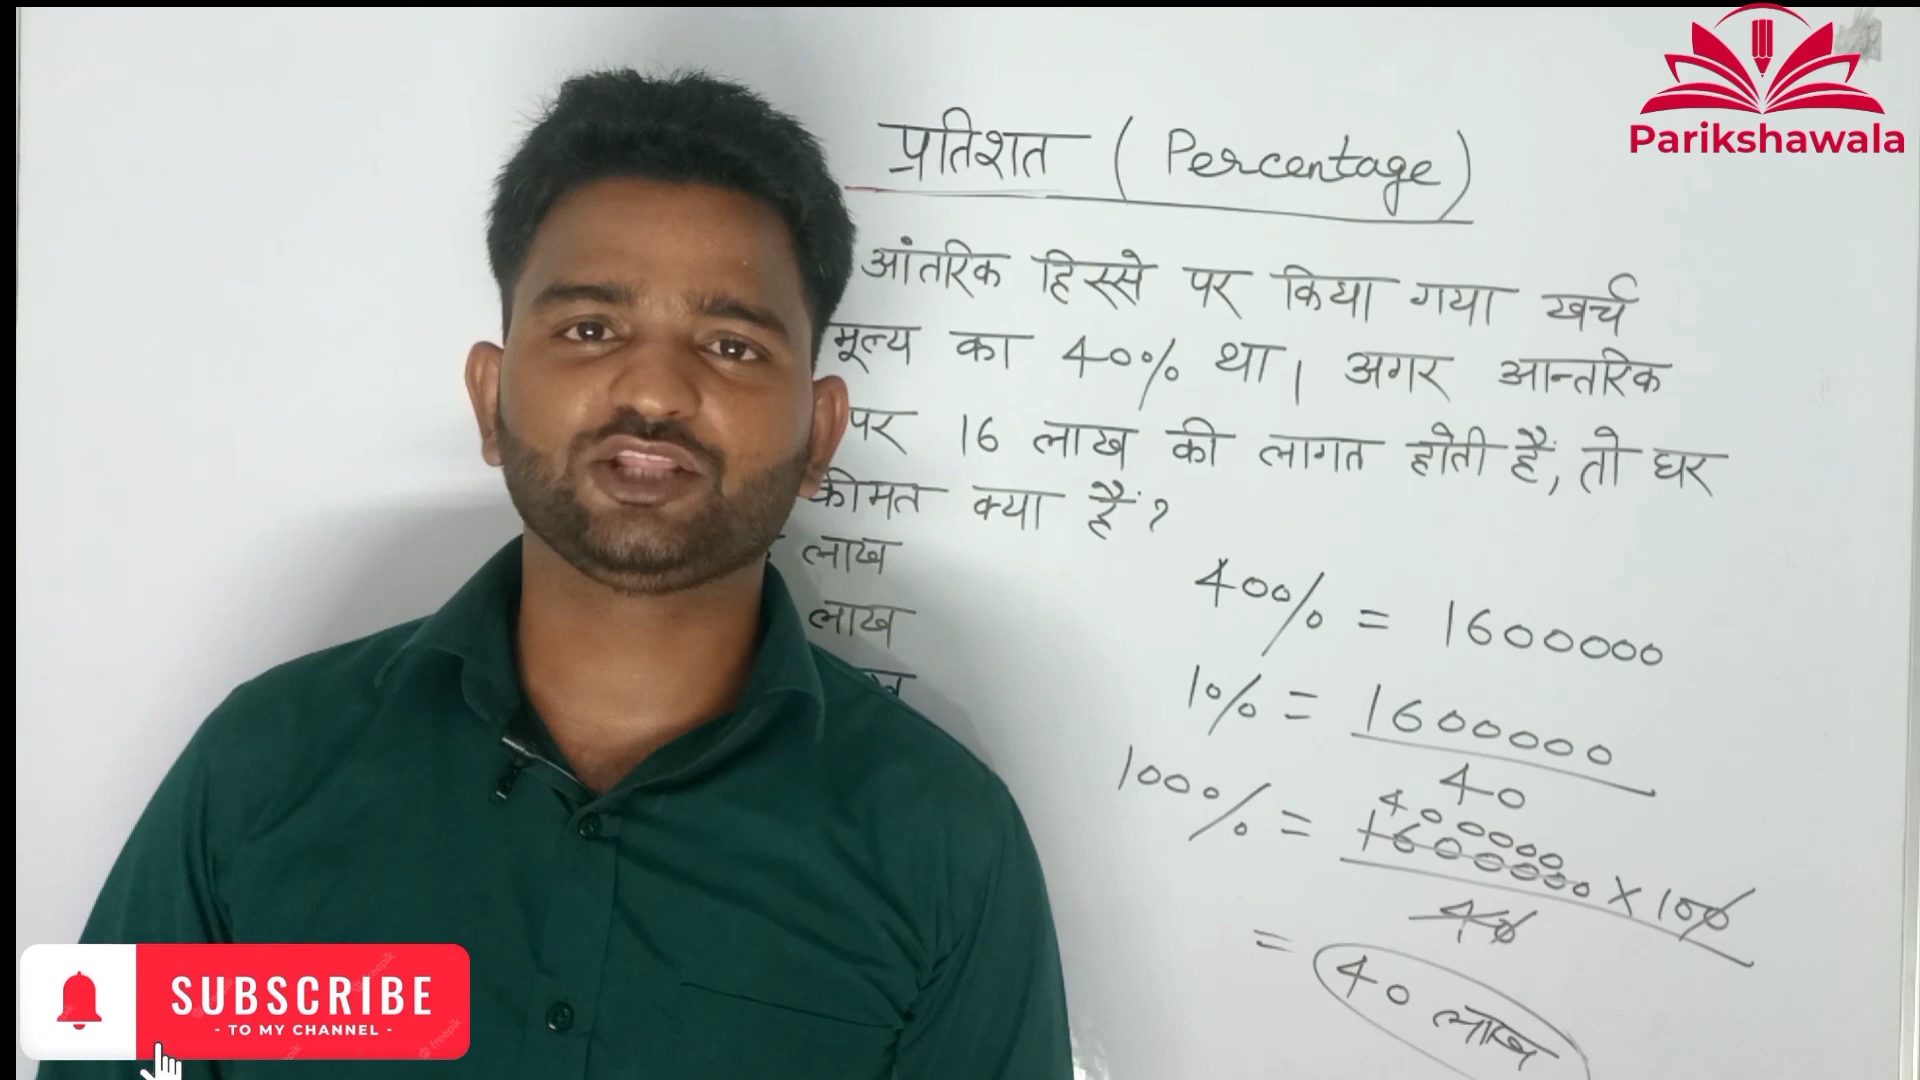 Parikshawala
प्रतिशत ( Percentage )
आंतरिक हिस्से पर किया गया खर्च
मूल्य का 40% था। अगर आन्तरिक
पर 16 लाख की लागत होती हैं, तो घर
कीमत क्या हैं?
लाख
लाख
40% = 1600000
1% = 1600000
40
400000
100% = 1600000 × 100
40
= 40 लाख
SUBSCRIBE
- TO MY CHANNEL -